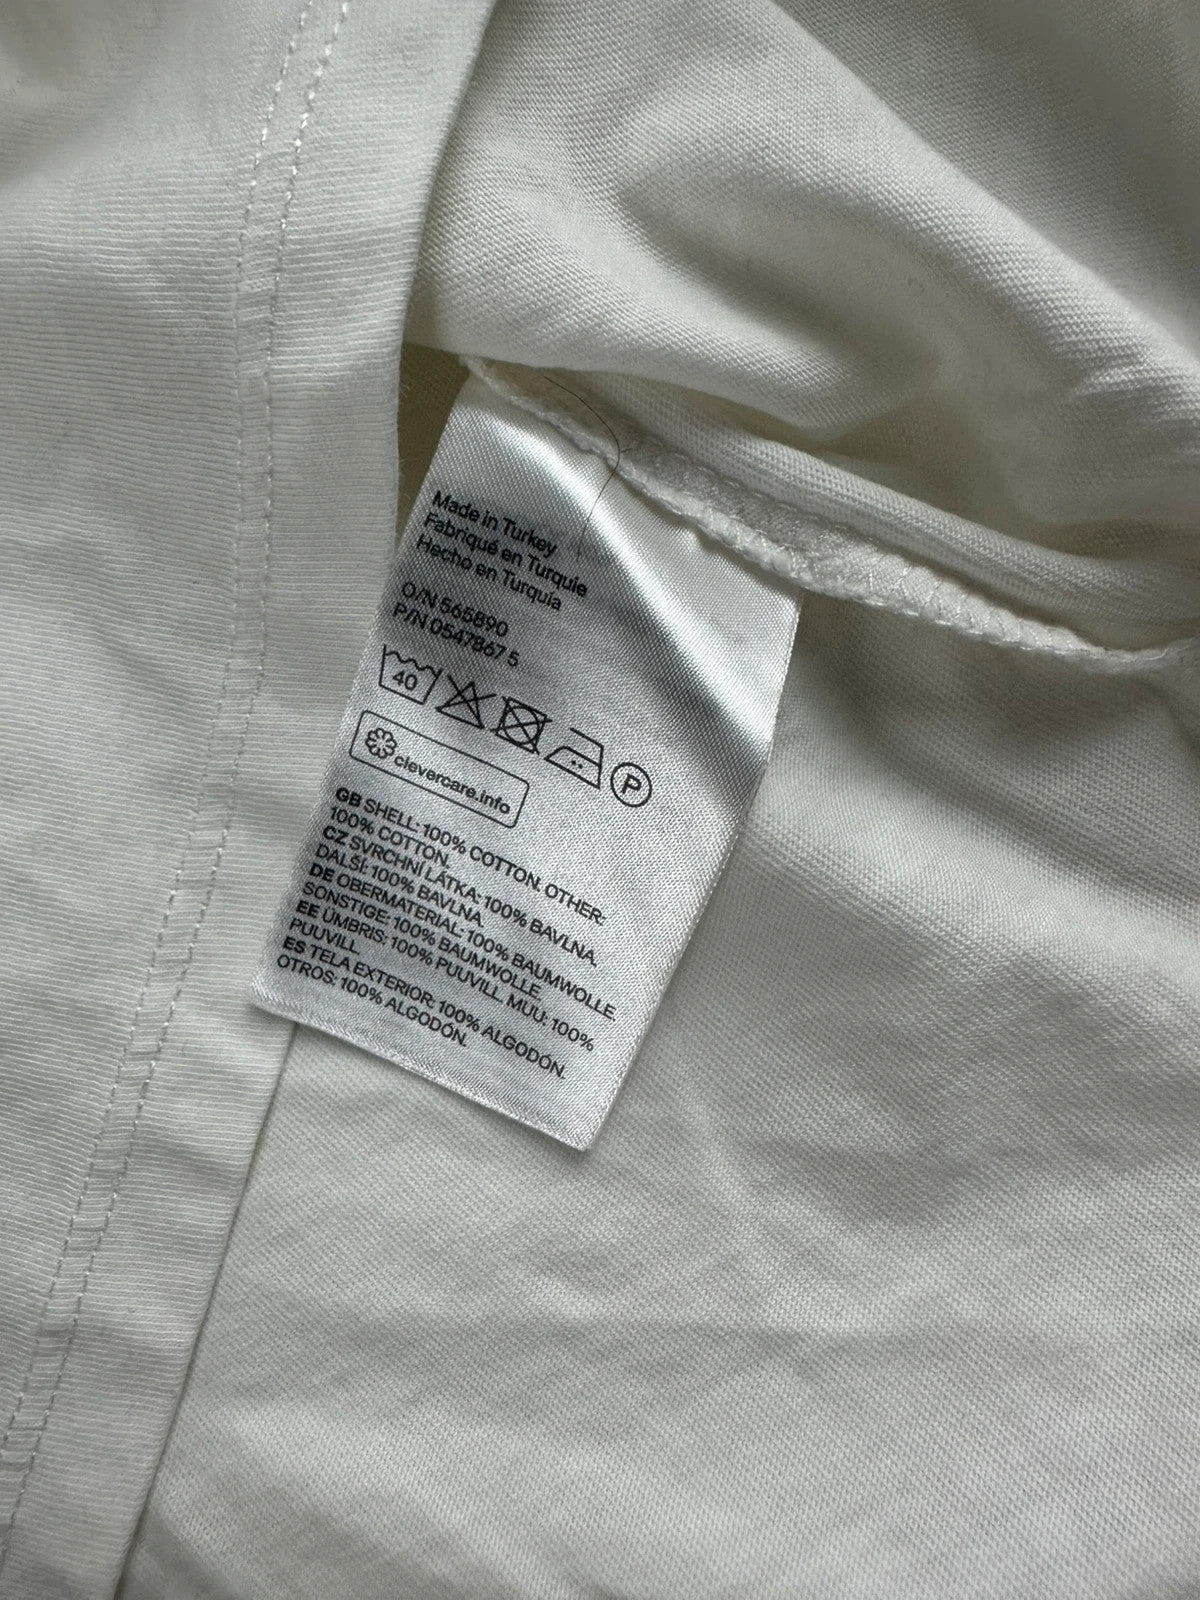 Made in Turkey
Fabriqué en Turquie
Hecho en Turquía
O/N 565890
P/N 0547867 5
40
P
clevercare.info
GB SHELL: 100% COTTON. OTHER:
100% COTTON.
CZ SVRCHNÍ LÁTKA: 100% BAVLNA.
DALŠÍ: 100% BAVLNA.
DE OBERMATERIAL: 100% BAUMWOLLE.
SONSTIGE: 100% BAUMWOLLE.
EE ÜMBRIS: 100% PUUVILL. MUU: 100%
PUUVILL.
ES TELA EXTERIOR: 100% ALGODÓN.
OTROS: 100% ALGODÓN.